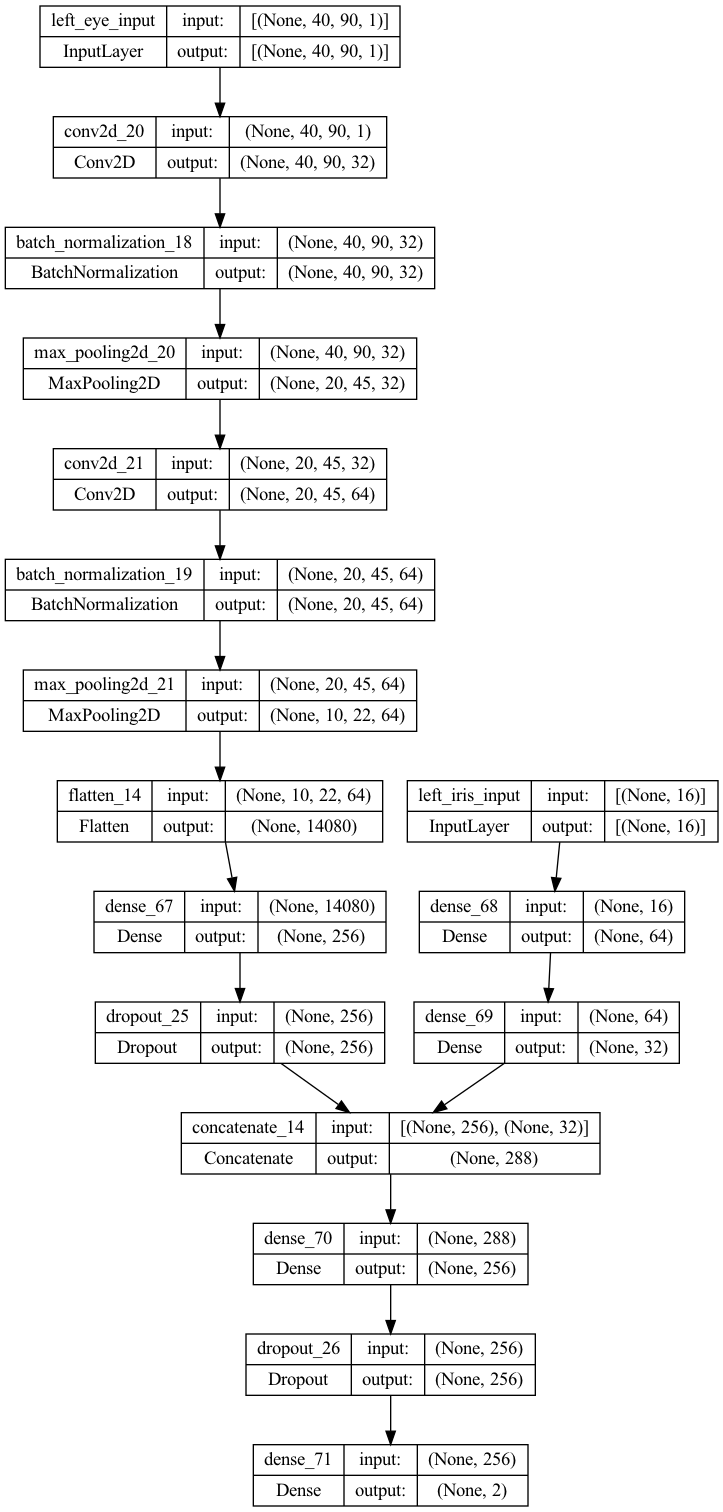 left_eye_input input: [(None, 40, 90, 1)]
InputLayer output: [(None, 40, 90, 1)]
conv2d_20 input: (None, 40, 90, 1)
Conv2D output: (None, 40, 90, 32)
batch_normalization_18 input: (None, 40, 90, 32)
BatchNormalization output: (None, 40, 90, 32)
max_pooling2d_20 input: (None, 40, 90, 32)
MaxPooling2D output: (None, 20, 45, 32)
conv2d_21 input: (None, 20, 45, 32)
Conv2D output: (None, 20, 45, 64)
batch_normalization_19 input: (None, 20, 45, 64)
BatchNormalization output: (None, 20, 45, 64)
max_pooling2d_21 input: (None, 20, 45, 64)
MaxPooling2D output: (None, 10, 22, 64)
flatten_14 input: (None, 10, 22, 64)
Flatten output: (None, 14080)
left_iris_input input: [(None, 16)]
InputLayer output: [(None, 16)]
dense_67 input: (None, 14080)
Dense output: (None, 256)
dense_68 input: (None, 16)
Dense output: (None, 64)
dropout_25 input: (None, 256)
Dropout output: (None, 256)
dense_69 input: (None, 64)
Dense output: (None, 32)
concatenate_14 input: [(None, 256), (None, 32)]
Concatenate output: (None, 288)
dense_70 input: (None, 288)
Dense output: (None, 256)
dropout_26 input: (None, 256)
Dropout output: (None, 256)
dense_71 input: (None, 256)
Dense output: (None, 2)